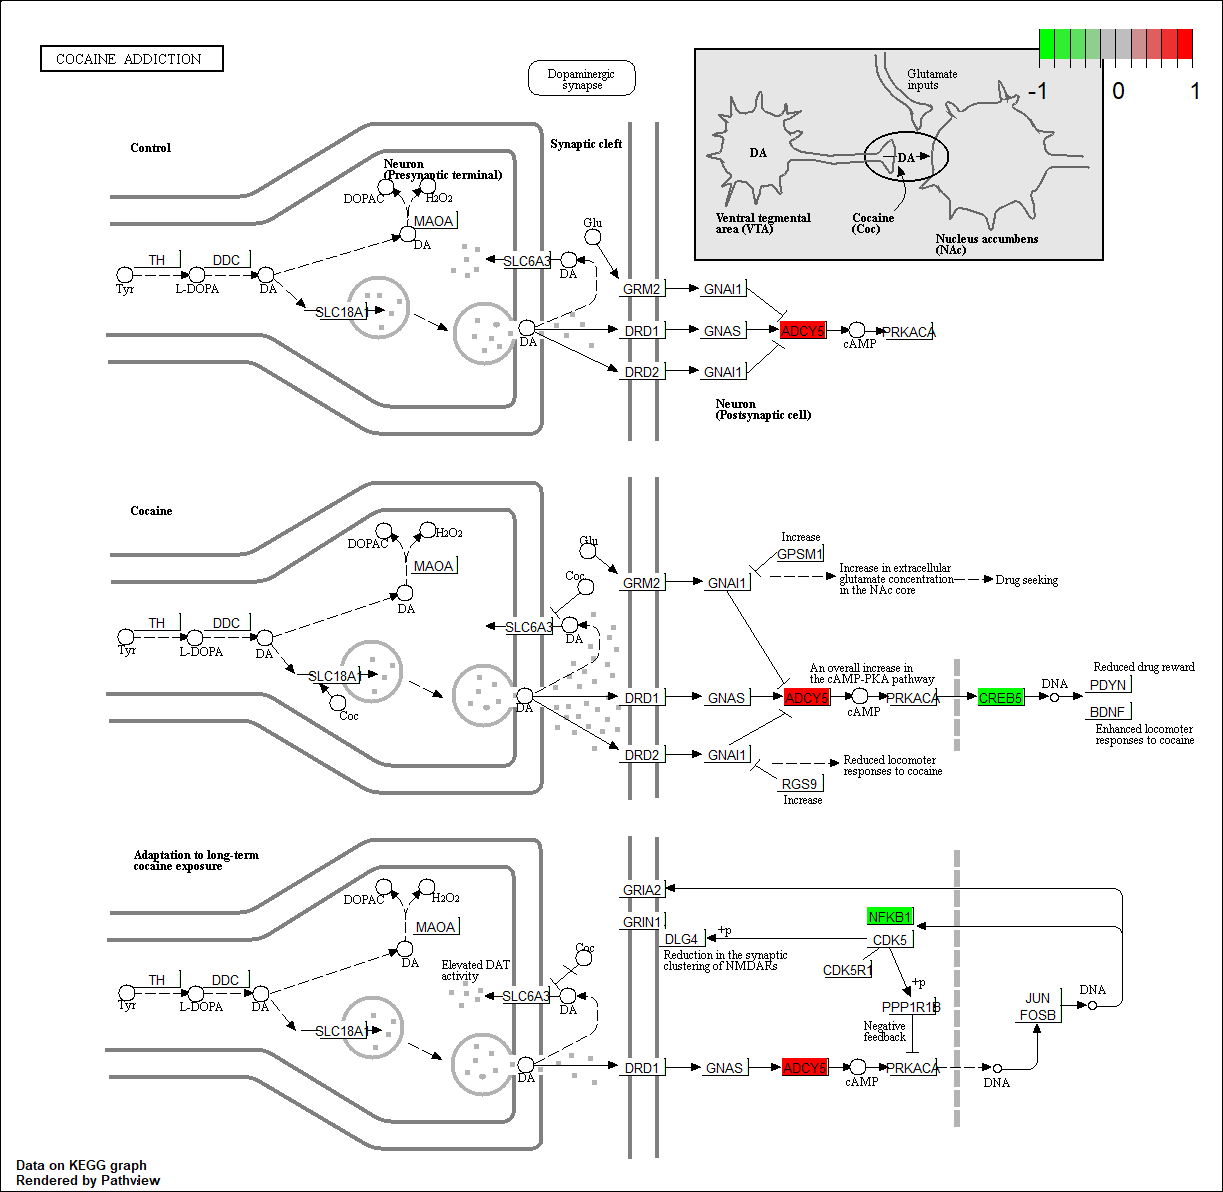 COCAINE ADDICTION
Dopaminergic
synapse
-1 0 1
Glutamate
inputs
DA
DA
Ventral tegmental
area (VTA)
Cocaine
(Coc)
Nucleus accumbens
(NAc)
Control
Synaptic cleft
Neuron
(Presynaptic terminal)
DOPAC
H2O2
MAOA
DA
Glu
TH
DDC
SLC6A3
DA
Tyr
L-DOPA
DA
SLC18A1
DA
GRM2
GNAI1
DRD1
GNAS
ADCY5
cAMP
PRKACA
DRD2
GNAI1
Neuron
(Postsynaptic cell)
Cocaine
DOPAC
H2O2
MAOA
DA
Glu
Coc
TH
DDC
SLC6A3
DA
Tyr
L-DOPA
DA
SLC18A1
Coc
DA
Increase
GPSM1
GRM2
GNAI1
Increase in extracellular
glutamate concentration
in the NAc core
Drug seeking
An overall increase in
the cAMP-PKA pathway
DRD1
GNAS
ADCY5
cAMP
PRKACA
CREB5
DNA
Reduced drug reward
PDYN
BDNF
Enhanced locomoter
responses to cocaine
DRD2
GNAI1
Reduced locomoter
responses to cocaine
RGS9
Increase
Adaptation to long-term
cocaine exposure
DOPAC
H2O2
MAOA
DA
Elevated DAT
activity
Coc
TH
DDC
SLC6A3
DA
Tyr
L-DOPA
DA
SLC18A1
DA
GRIA2
GRIN1
DLG4
+p
Reduction in the synaptic
clustering of NMDARs
NFKB1
CDK5
CDK5R1
+p
PPP1R1B
Negative
feedback
JUN
FOSB
DNA
DRD1
GNAS
ADCY5
cAMP
PRKACA
DNA
Data on KEGG graph
Rendered by Pathview